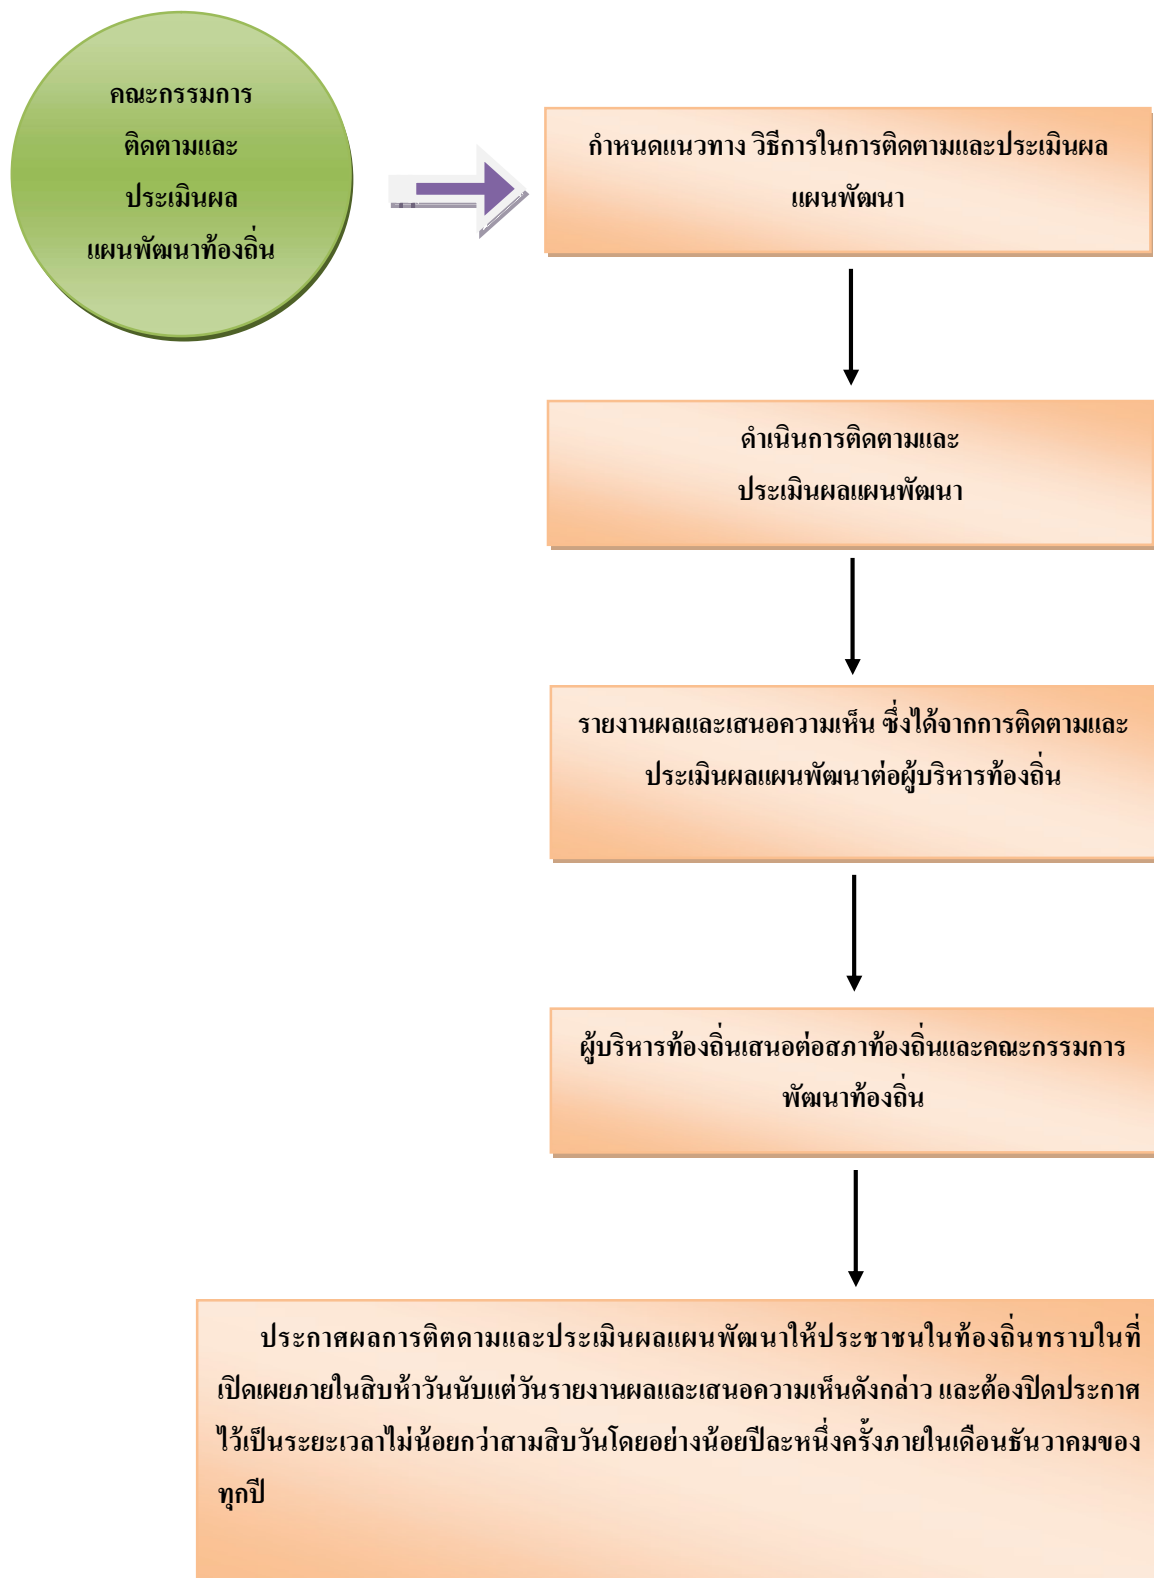 คณะกรรมการ
ติดตามและ
ประเมินผล
แผนพัฒนาท้องถิ่น
กำหนดแนวทาง วิธีการในการติดตามและประเมินผล
แผนพัฒนา
ดำเนินการติดตามและ
ประเมินผลแผนพัฒนา
รายงานผลและเสนอความเห็น ซึ่งได้จากการติดตามและ
ประเมินผลแผนพัฒนาต่อผู้บริหารท้องถิ่น
ผู้บริหารท้องถิ่นเสนอต่อสภาท้องถิ่นและคณะกรรมการ
พัฒนาท้องถิ่น
ประกาศผลการติตดามและประเมินผลแผนพัฒนาให้ประชาชนในท้องถิ่นทราบในที่
เปิดเผยภายในสิบห้าวันนับแต่วันรายงานผลและเสนอความเห็นดังกล่าว และต้องปิดประกาศ
ไว้เป็นระยะเวลาไม่น้อยกว่าสามสิบวันโดยอย่างน้อยปีละหนึ่งครั้งภายในเดือนธันวาคมของ
ทุกปี